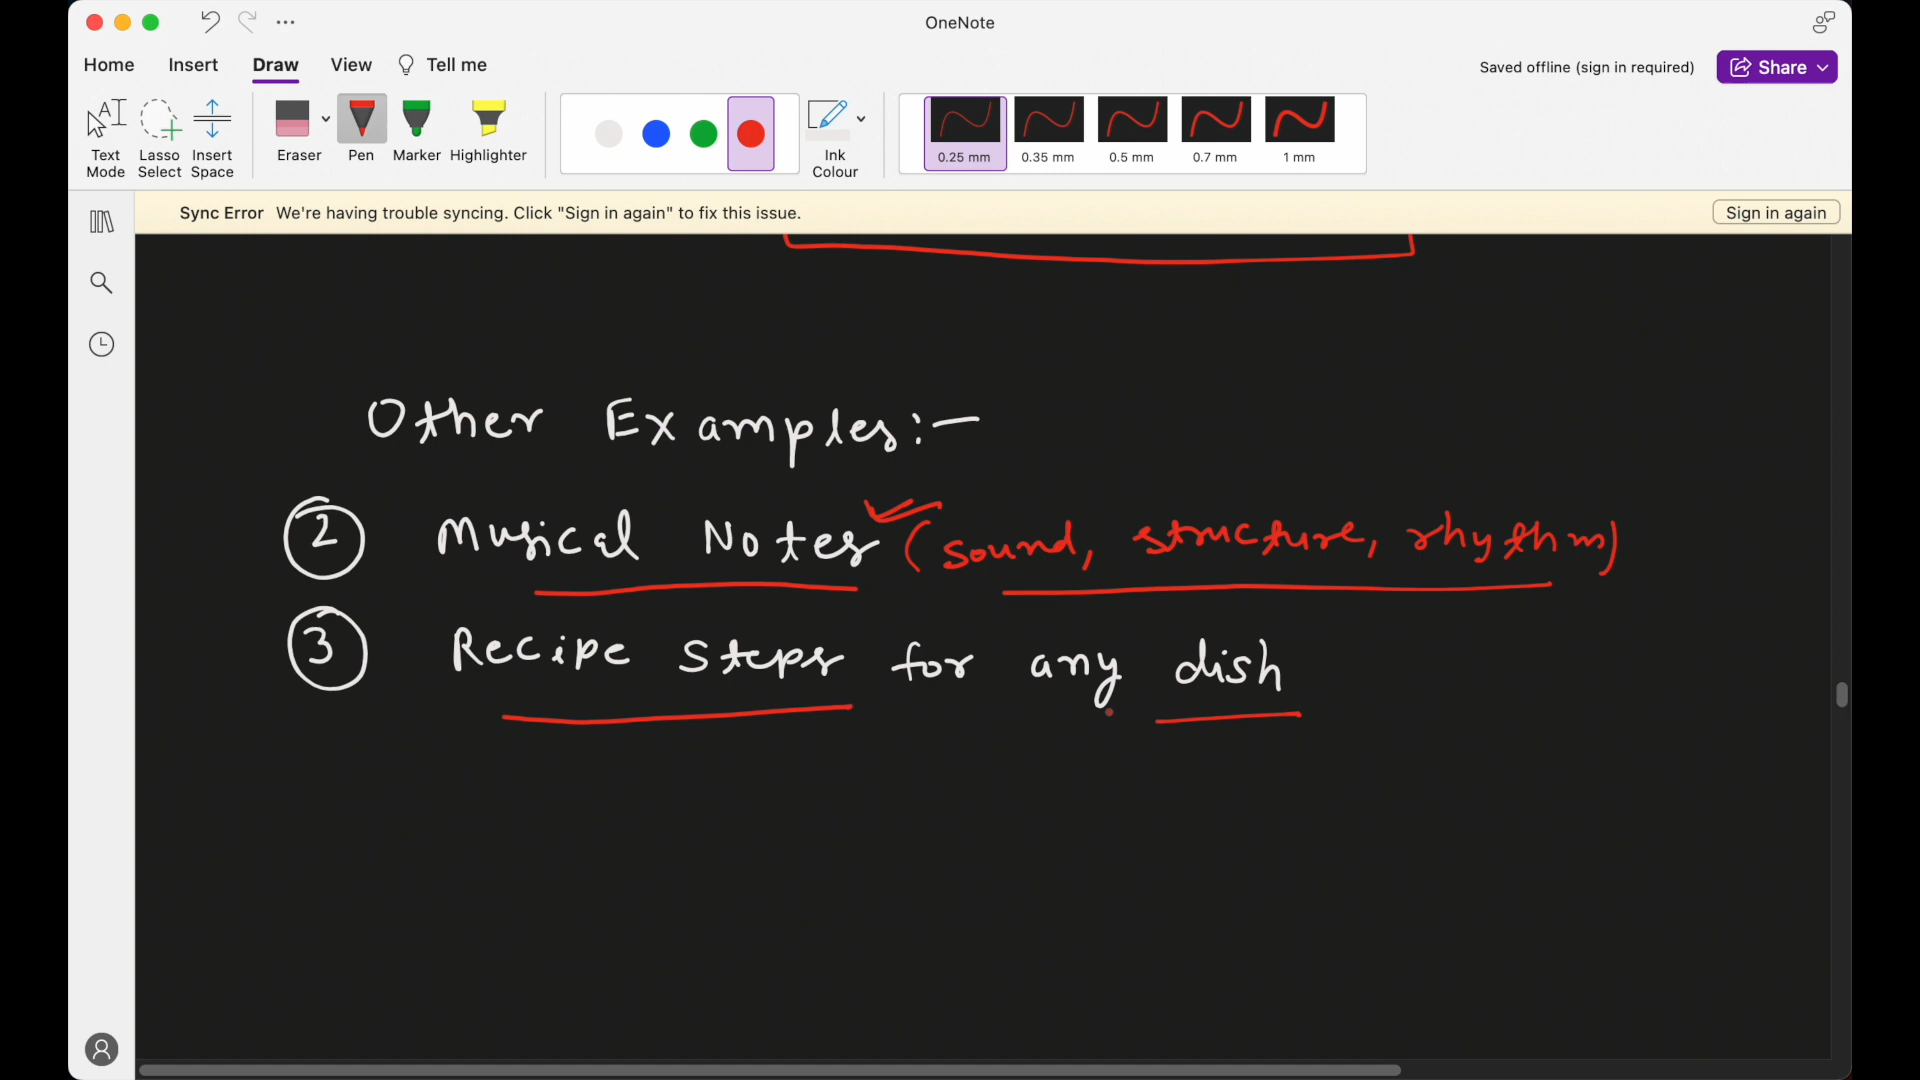 OneNote
Home Insert Draw View Tell me
Saved offline (sign in required) Share
Text Mode
Lasso Select
Insert Space
Eraser
Pen
Marker
Highlighter
Ink Colour
0.25 mm 0.35 mm 0.5 mm 0.7 mm 1 mm
Sync Error We're having trouble syncing. Click "Sign in again" to fix this issue. Sign in again
Other Examples:-
2 Musical Notes (sound, structure, rhythm)
3 Recipe Steps for any dish